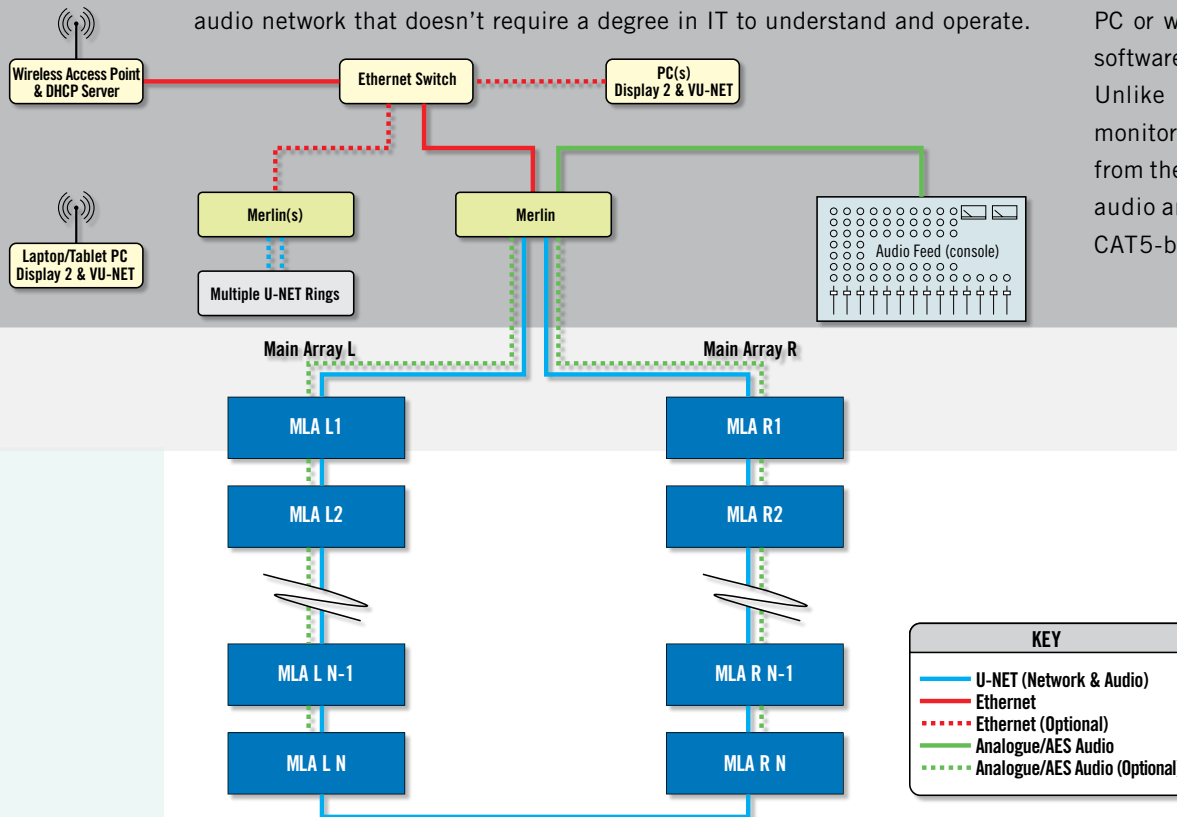 audio network that doesn't require a degree in IT to understand and operate.
Wireless Access Point
& DHCP Server
Ethernet Switch
PC(s)
Display 2 & VU-NET
Merlin(s)
Merlin
Audio Feed (console)
Laptop/Tablet PC
Display 2 & VU-NET
Multiple U-NET Rings
Main Array L
Main Array R
MLA L1
MLA R1
MLA L2
MLA R2
MLA L N-1
MLA R N-1
MLA L N
MLA R N
KEY
U-NET (Network & Audio)
Ethernet
Ethernet (Optional)
Analogue/AES Audio
Analogue/AES Audio (Optional)
PC or w
software
Unlike
monitor
from the
audio a
CAT5-b